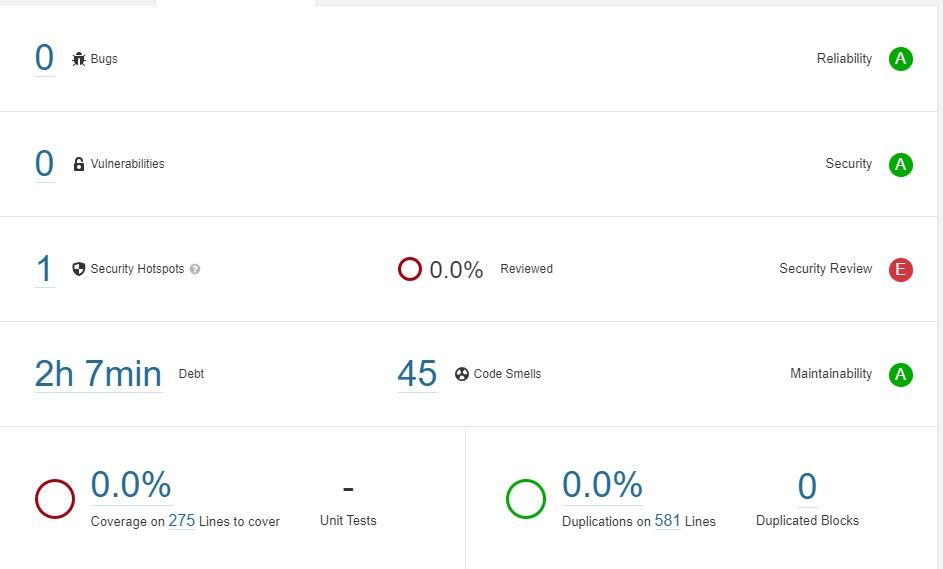 0 Bugs Reliability A
0 Vulnerabilities Security A
1 Security Hotspots ? 0.0% Reviewed Security Review E
2h 7min Debt 45 Code Smells Maintainability A
0.0% - 0.0% 0
Coverage on 275 Lines to cover Unit Tests Duplications on 581 Lines Duplicated Blocks